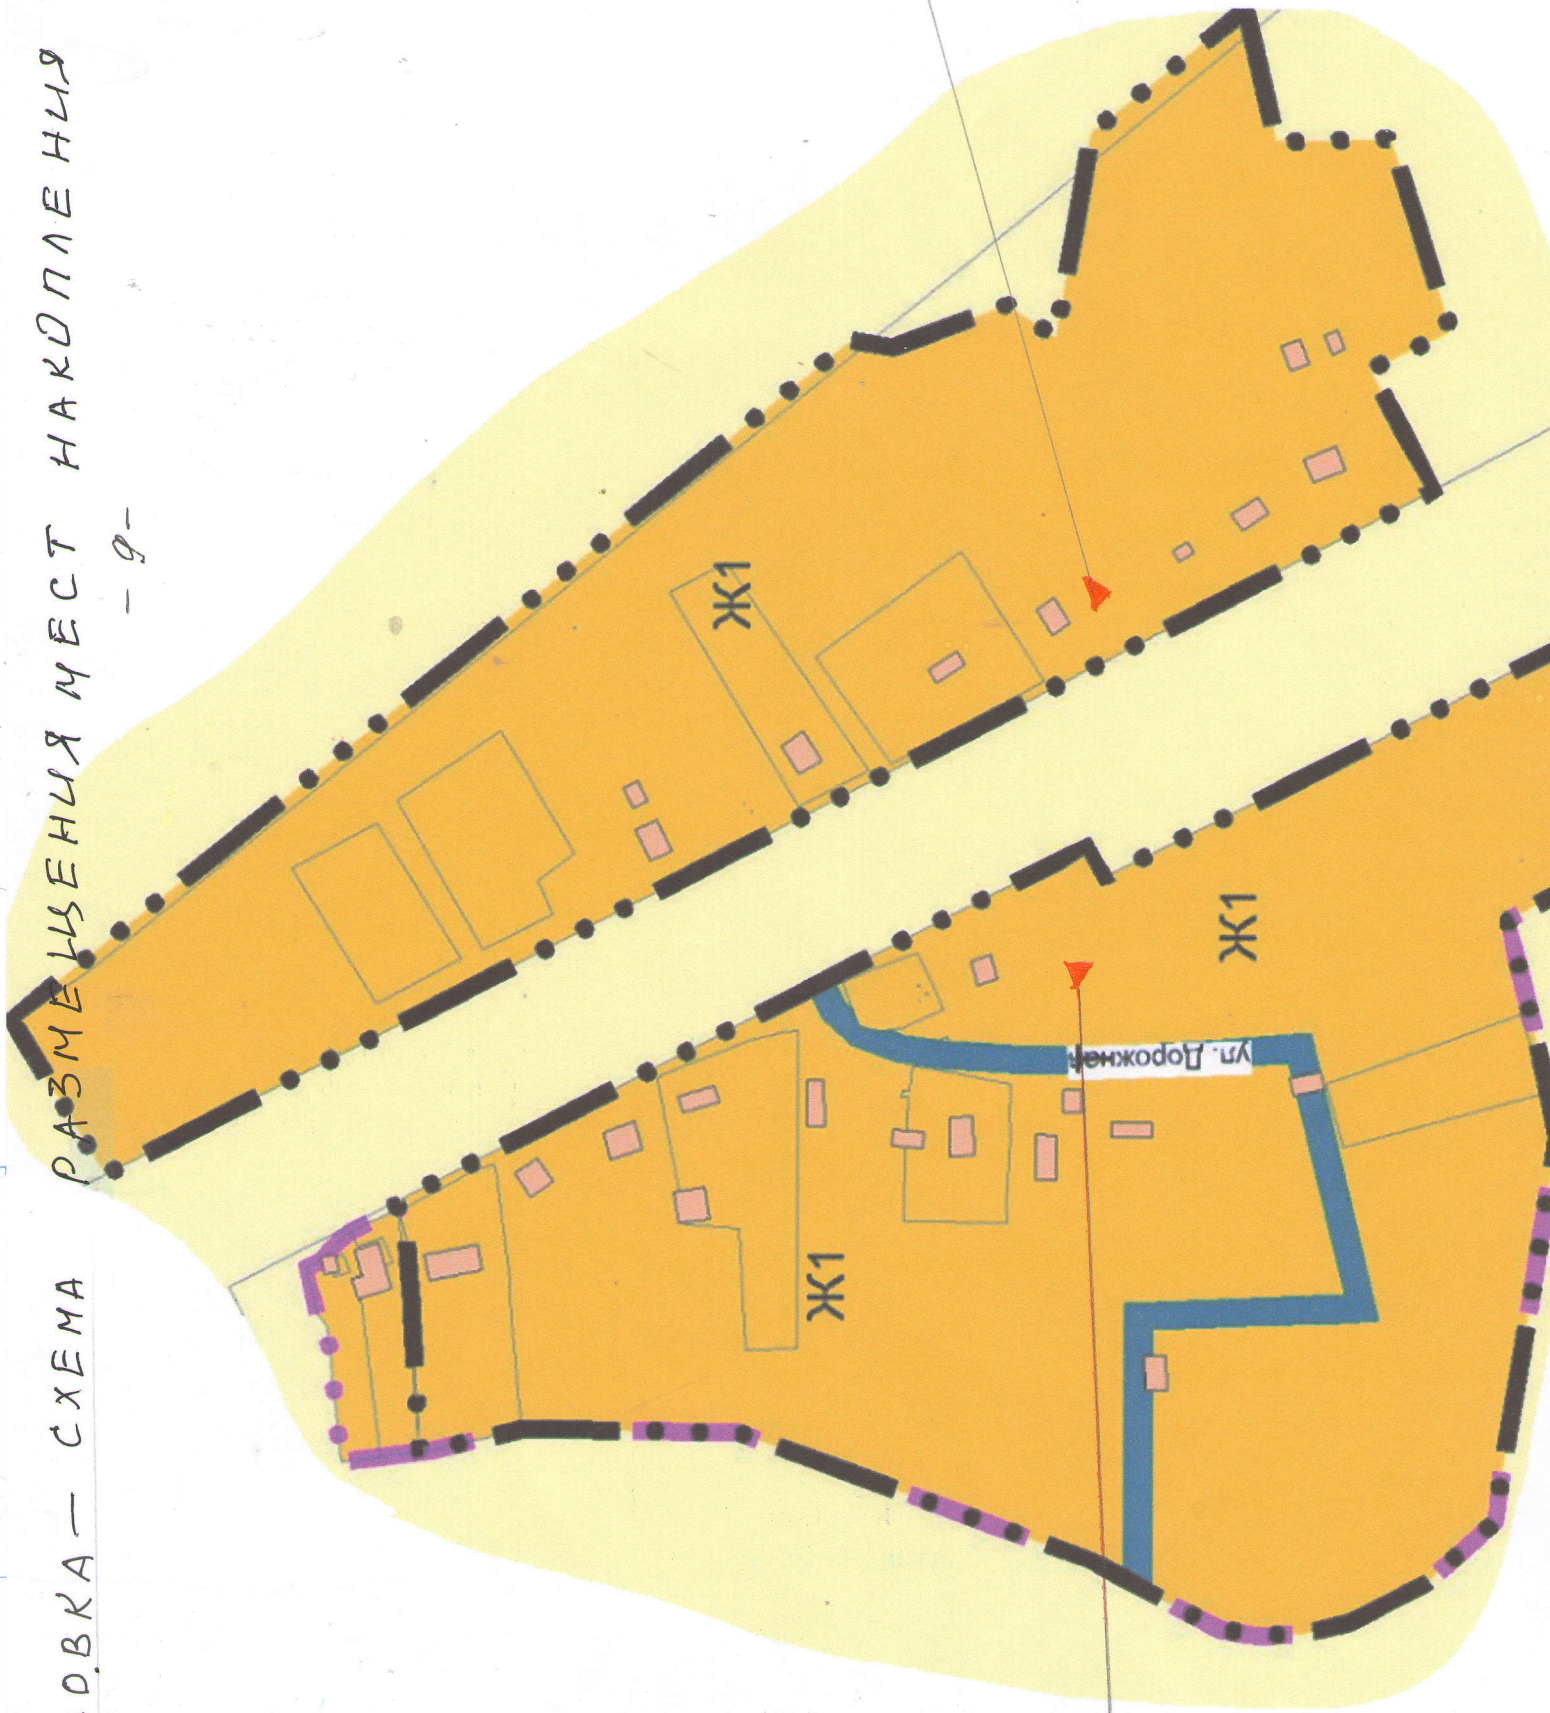 ОВКА — СХЕМА РАЗМЕЩЕНИЯ МЕСТ НАКОПЛЕНИЯ
- 9 -
Ж1
Ж1
Ж1
ул. Дорожная